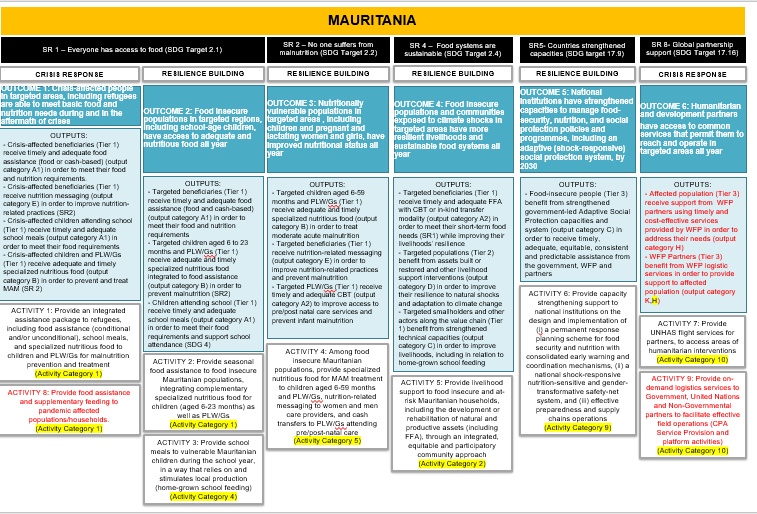 MAURITANIA
SR 1 – Everyone has access to food (SDG Target 2.1)
SR 2 – No one suffers from
malnutrition (SDG Target 2.2)
SR 4 – Food systems are
sustainable (SDG Target 2.4)
SR5- Countries strengthened
capacities (SDG target 17.9)
SR 8- Global partnership
support (SDG Target 17.16)
CRISIS RESPONSE
RESILIENCE BUILDING
RESILIENCE BUILDING
RESILIENCE BUILDING
RESILIENCE BUILDING
CRISIS RESPONSE
OUTCOME 1: Crisis-affected people
in targeted areas, including refugees
are able to meet basic food and
nutrition needs during and in the
aftermath of crises
OUTPUTS:
- Crisis-affected beneficiaries (Tier 1)
receive timely and adequate food
assistance (food or cash-based) (output
category A1) in order to meet their food
and nutrition requirements.
- Crisis-affected beneficiaries (Tier 1)
receive nutrition messaging (output
category E) in order to improve nutrition-
related practices (SR2)
- Crisis-affected children attending school
(Tier 1) receive timely and adequate
school meals (output category A1) in
order to meet their food requirements
- Crisis-affected children and PLW/Gs
(Tier 1) receive adequate and timely
specialized nutritious food (output
category B) in order to prevent and treat
MAM (SR 2)
ACTIVITY 1: Provide an integrated
assistance package to refugees,
including food assistance (conditional
and/or unconditional), school meals,
and specialized nutritious food to
children and PLW/Gs for malnutrition
prevention and treatment
(Activity Category 1)
ACTIVITY 8: Provide food assistance
and supplementary feeding to
pandemic affected
populations/households.
(Activity Category 1)
OUTCOME 2: Food insecure
populations in targeted regions,
including school-age children,
have access to adequate and
nutritious food all year
OUTPUTS:
- Targeted beneficiaries (Tier 1)
receive timely and adequate food
assistance (food and cash-based)
(output category A1) in order to
meet their food and nutrition
requirements
- Targeted children aged 6 to 23
months and PLW/Gs (Tier 1)
receive adequate and timely
specialized nutritious food
integrated to food assistance
(output category B) in order to
prevent malnutrition (SR2)
- Children attending school (Tier
1) receive timely and adequate
school meals (output category A1)
in order to meet their food
requirements and support school
attendance (SDG 4)
ACTIVITY 2: Provide seasonal
food assistance to food insecure
Mauritanian populations,
integrating complementary
specialized nutritious food for
children (aged 6-23 months) as
well as PLW/Gs
(Activity Category 1)
ACTIVITY 3: Provide school
meals to vulnerable Mauritanian
children during the school year,
in a way that relies on and
stimulates local production
(home-grown school feeding)
(Activity Category 4)
OUTCOME 3: Nutritionally
vulnerable populations in
targeted areas , including
children and pregnant and
lactating women and girls, have
improved nutritional status all
year
OUTPUTS:
- Targeted children aged 6-59
months and PLW/Gs (Tier 1)
receive adequate and timely
specialized nutritious food (output
category B) in order to treat
moderate acute malnutrition
- Targeted beneficiaries (Tier 1)
receive nutrition-related messaging
(output category E) in order to
improve nutrition-related practices
and prevent malnutrition
- Targeted PLW/Gs (Tier 1) receive
timely and adequate CBT (output
category A2) to improve access to
pre/post natal care services and
prevent infant malnutrition
ACTIVITY 4: Among food
insecure Mauritanian
populations, provide specialized
nutritious food for MAM treatment
to children aged 6-59 months
and PLW/Gs, nutrition-related
messaging to women and men
care providers, and cash
transfers to PLW/Gs attending
pre/post-natal care
(Activity Category 5)
OUTCOME 4: Food insecure
populations and communities
exposed to climate shocks in
targeted areas have more
resilient livelihoods and
sustainable food systems all
year
OUTPUTS:
- Targeted beneficiaries (Tier 1)
receive timely and adequate FFA
with CBT or in-kind transfer
modality (output category A2) in
order to meet their short-term food
needs (SR1) while improving their
livelihoods' resilience
- Targeted populations (Tier 2)
benefit from assets built or
restored and other livelihood
support interventions (output
category D) in order to improve
their resilience to natural shocks
and adaptation to climate change
- Targeted smallholders and other
actors along the value chain (Tier
1) benefit from strengthened
technical capacities (output
category C) in order to improve
livelihoods, including in relation to
home-grown school feeding
ACTIVITY 5: Provide livelihood
support to food insecure and at-
risk Mauritanian households,
including the development or
rehabilitation of natural and
productive assets (including
FFA), through an integrated,
equitable and participatory
community approach
(Activity Category 2)
OUTCOME 5: National
institutions have strengthened
capacities to manage food-
security, nutrition, and social
protection policies and
programmes, including an
adaptive (shock-responsive)
social protection system, by
2030
OUTPUTS:
- Food-insecure people (Tier 3)
benefit from strengthened
government-led Adaptive Social
Protection capacities and
system (output category C) in
order to receive timely,
adequate, equitable, consistent
and predictable assistance from
the government, WFP and
partners
ACTIVITY 6: Provide capacity
strengthening support to
national institutions on the
design and implementation of
(i) a permanent response
planning scheme for food
security and nutrition with
consolidated early warning and
coordination mechanisms, (ii) a
national shock-responsive
nutrition-sensitive and gender-
transformative safety-net
system, and (iii) effective
preparedness and supply
chains operations
(Activity Category 9)
OUTCOME 6: Humanitarian
and development partners
have access to common
services that permit them to
reach and operate in
targeted areas all year
OUTPUTS:
- Affected population (Tier 3)
receive support from WFP
partners using timely and
cost-effective services
provided by WFP in order to
address their needs (output
category H)
- WFP Partners (Tier 3)
benefit from WFP logistic
services in order to provide
support to affected
population (output category
K,H)
ACTIVITY 7: Provide
UNHAS flight services for
partners, to access areas of
humanitarian interventions
(Activity Category 10)
ACTIVITY 9: Provide on-
demand logistics services to
Government, United Nations
and Non-Governmental
partners to facilitate effective
field operations (CPA
Service Provision and
platform activities)
(Activity Category 10)